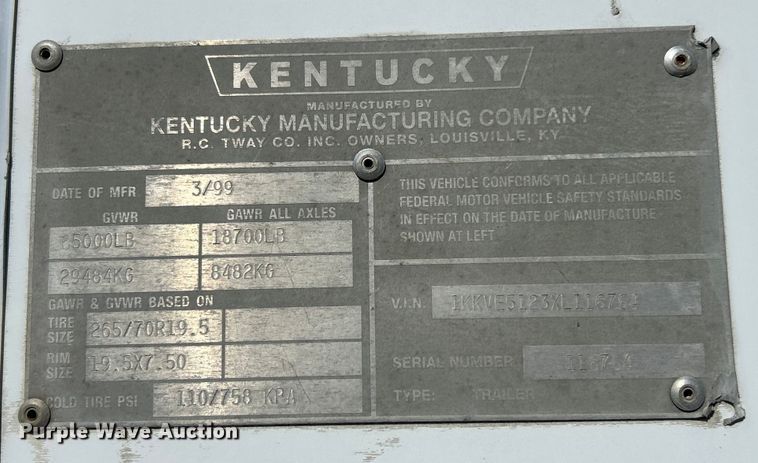 KENTUCKY
MANUFACTURED BY
KENTUCKY MANUFACTURING COMPANY
R.C. TWAY CO. INC. OWNERS, LOUISVILLE, KY.
DATE OF MFR 3/99
GVWR GAWR ALL AXLES
65000LB 18700LB
29484KG 8482KG
GAWR & GVWR BASED ON
TIRE SIZE 265/70R19.5
RIM SIZE 19.5X7.50
COLD TIRE PSI 110/758 KPA
THIS VEHICLE CONFORMS TO ALL APPLICABLE
FEDERAL MOTOR VEHICLE SAFETY STANDARDS
IN EFFECT ON THE DATE OF MANUFACTURE
SHOWN AT LEFT
V.I.N.
SERIAL NUMBER
TYPE: TRAILER
Purple Wave Auction